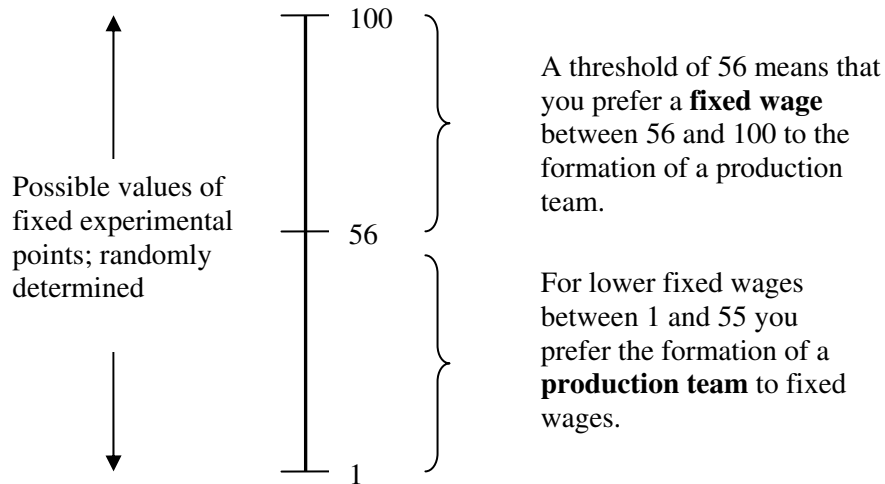 Possible values of
fixed experimental
points; randomly
determined
100
56
1
A threshold of 56 means that
you prefer a fixed wage
between 56 and 100 to the
formation of a production
team.
For lower fixed wages
between 1 and 55 you
prefer the formation of a
production team to fixed
wages.